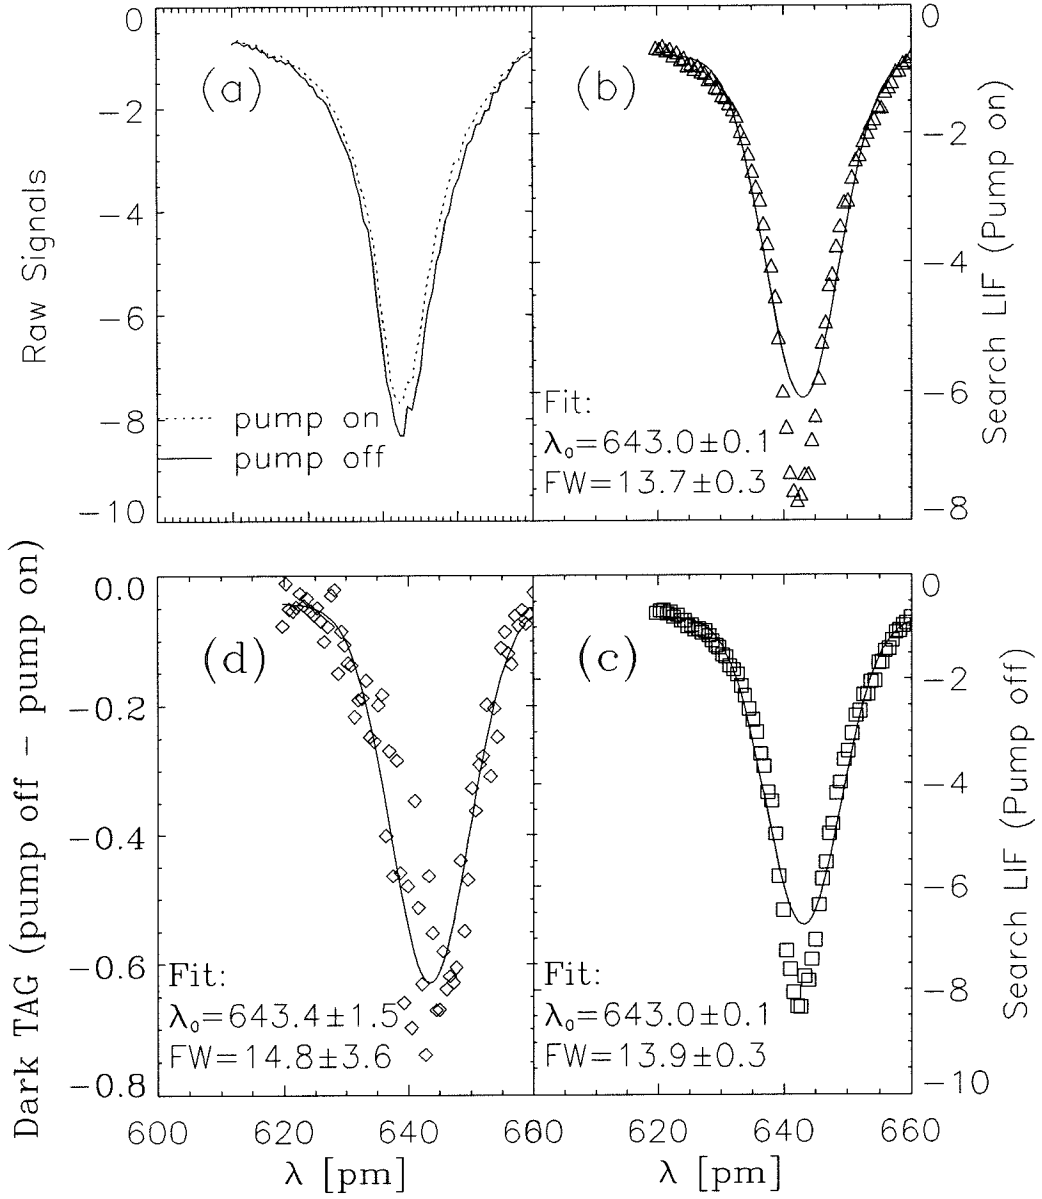 0
−2
−4
−6
−8
−10
Raw Signals
(a)
pump on
pump off
0
−2
−4
−6
−8
Search LIF (Pump on)
(b)
Fit:
λ₀=643.0±0.1
FW=13.7±0.3
0.0
−0.2
−0.4
−0.6
−0.8
Dark TAG (pump off − pump on)
(d)
Fit:
λ₀=643.4±1.5
FW=14.8±3.6
600 620 640 660
λ [pm]
0
−2
−4
−6
−8
−10
Search LIF (Pump off)
(c)
Fit:
λ₀=643.0±0.1
FW=13.9±0.3
620 640 660
λ [pm]